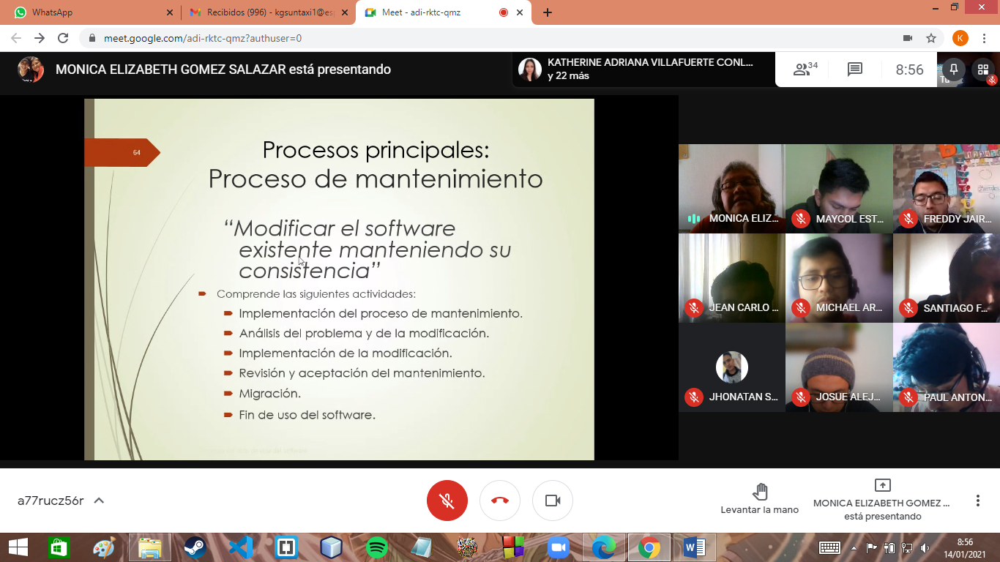 WhatsApp
Recibidos (996) - kgsuntaxi1@es
Meet - adi-rktc-qmz
meet.google.com/adi-rktc-qmz?authuser=0
K
MONICA ELIZABETH GOMEZ SALAZAR está presentando
KATHERINE ADRIANA VILLAFUERTE CONL...
y 22 más
34
8:56
Tú
64
Procesos principales:
Proceso de mantenimiento
“Modificar el software
existente manteniendo su
consistencia”
Comprende las siguientes actividades:
Implementación del proceso de mantenimiento.
Análisis del problema y de la modificación.
Implementación de la modificación.
Revisión y aceptación del mantenimiento.
Migración.
Fin de uso del software.
MONICA ELIZ...
MAYCOL EST...
FREDDY JAIR...
JEAN CARLO ...
MICHAEL AR...
SANTIAGO F...
JHONATAN S...
JOSUE ALEJ...
PAUL ANTON...
a77rucz56r
Levantar la mano
MONICA ELIZABETH GOMEZ ...
está presentando
8:56
14/01/2021